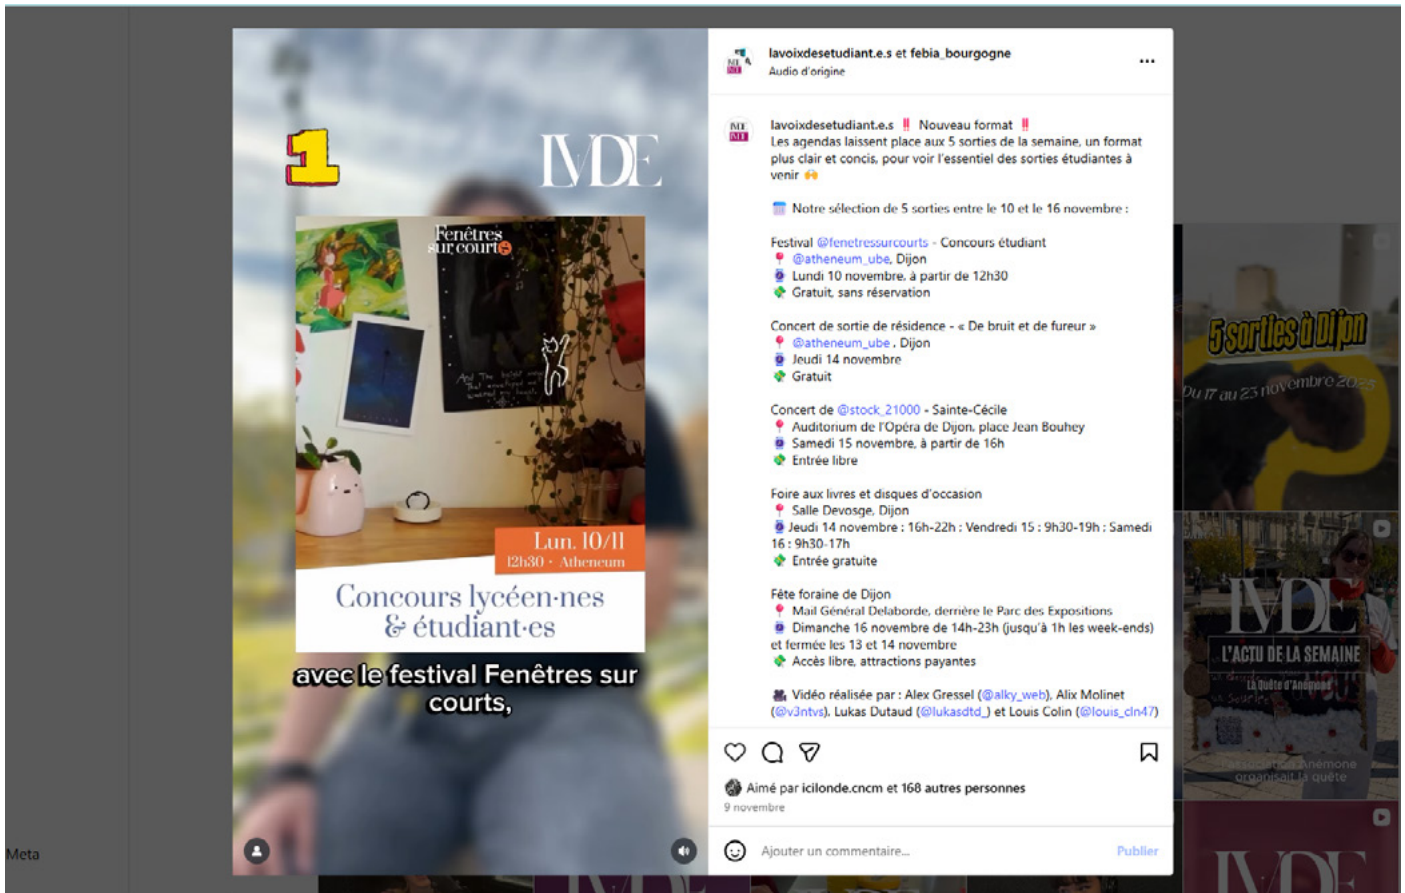 1
LVDE
Fenêtres
sur courts
And The bright moon
That enveloped me
Lun. 10/11
12h30 • Atheneum
Concours lycéen·nes
& étudiant·es
avec le festival Fenêtres sur
courts,
lavoixdesetudiant.e.s et febia_bourgogne
Audio d'origine
lavoixdesetudiant.e.s ‼️ Nouveau format ‼️
Les agendas laissent place aux 5 sorties de la semaine, un format
plus clair et concis, pour voir l'essentiel des sorties étudiantes à
venir 🙌
🗓️ Notre sélection de 5 sorties entre le 10 et le 16 novembre :
Festival @fenetressurcourts - Concours étudiant
📍 @atheneum_ube, Dijon
⌚ Lundi 10 novembre, à partir de 12h30
💸 Gratuit, sans réservation
Concert de sortie de résidence - « De bruit et de fureur »
📍 @atheneum_ube , Dijon
⌚ Jeudi 14 novembre
💸 Gratuit
Concert de @stock_21000 - Sainte-Cécile
📍 Auditorium de l'Opéra de Dijon, place Jean Bouhey
⌚ Samedi 15 novembre, à partir de 16h
💸 Entrée libre
Foire aux livres et disques d'occasion
📍 Salle Devosge, Dijon
⌚ Jeudi 14 novembre : 16h-22h ; Vendredi 15 : 9h30-19h ; Samedi
16 : 9h30-17h
💸 Entrée gratuite
Fête foraine de Dijon
📍 Mail Général Delaborde, derrière le Parc des Expositions
⌚ Dimanche 16 novembre de 14h-23h (jusqu'à 1h les week-ends)
et fermée les 13 et 14 novembre
💸 Accès libre, attractions payantes
🎥 Vidéo réalisée par : Alex Gressel (@alky_web), Alix Molinet
(@v3ntvs), Lukas Dutaud (@lukasdtd_) et Louis Colin (@louis_cln47)
Aimé par icilonde.cncm et 168 autres personnes
9 novembre
Ajouter un commentaire...
Publier
5 sorties à Dijon
Du 17 au 23 novembre 2025
LVDE
L'ACTU DE LA SEMAINE
La Quête d'Anémone
l'association Anémone
organisait la quête
LVDE
Meta